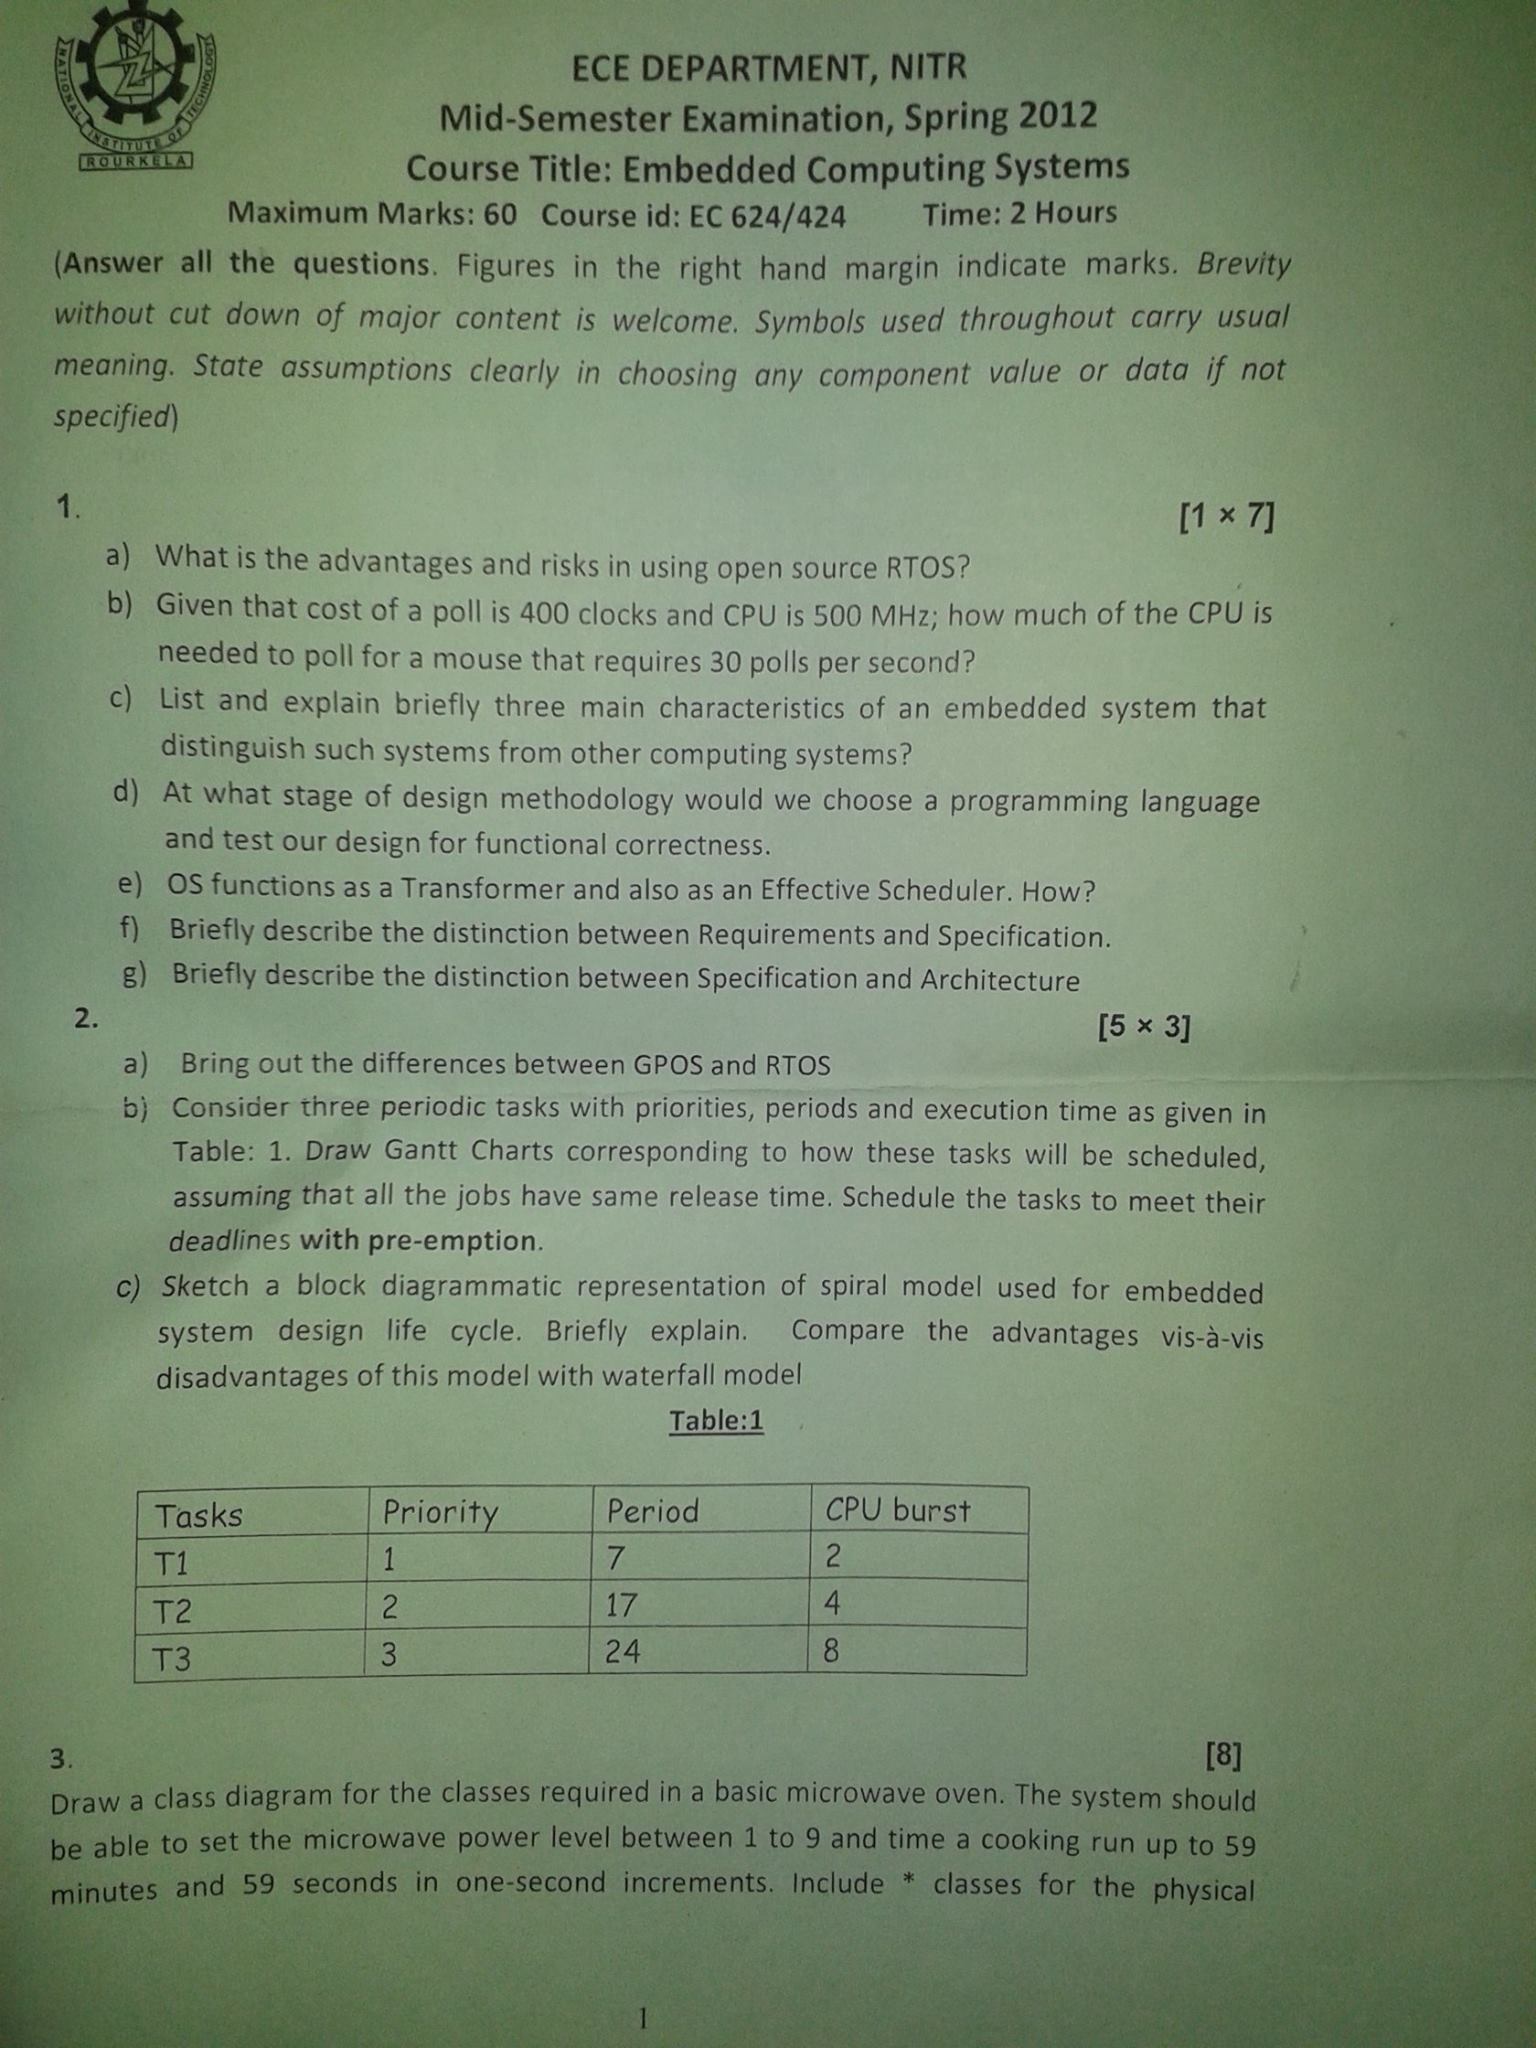 NATIONAL INSTITUTE OF TECHNOLOGY
ROURKELA
ECE DEPARTMENT, NITR
Mid-Semester Examination, Spring 2012
Course Title: Embedded Computing Systems
Maximum Marks: 60 Course id: EC 624/424 Time: 2 Hours
(Answer all the questions. Figures in the right hand margin indicate marks. Brevity
without cut down of major content is welcome. Symbols used throughout carry usual
meaning. State assumptions clearly in choosing any component value or data if not
specified)
1. [1 × 7]
a) What is the advantages and risks in using open source RTOS?
b) Given that cost of a poll is 400 clocks and CPU is 500 MHz; how much of the CPU is
needed to poll for a mouse that requires 30 polls per second?
c) List and explain briefly three main characteristics of an embedded system that
distinguish such systems from other computing systems?
d) At what stage of design methodology would we choose a programming language
and test our design for functional correctness.
e) OS functions as a Transformer and also as an Effective Scheduler. How?
f) Briefly describe the distinction between Requirements and Specification.
g) Briefly describe the distinction between Specification and Architecture
2. [5 × 3]
a) Bring out the differences between GPOS and RTOS
b) Consider three periodic tasks with priorities, periods and execution time as given in
Table: 1. Draw Gantt Charts corresponding to how these tasks will be scheduled,
assuming that all the jobs have same release time. Schedule the tasks to meet their
deadlines with pre-emption.
c) Sketch a block diagrammatic representation of spiral model used for embedded
system design life cycle. Briefly explain. Compare the advantages vis-à-vis
disadvantages of this model with waterfall model
Table:1
Tasks Priority Period CPU burst
T1 1 7 2
T2 2 17 4
T3 3 24 8
3. [8]
Draw a class diagram for the classes required in a basic microwave oven. The system should
be able to set the microwave power level between 1 to 9 and time a cooking run up to 59
minutes and 59 seconds in one-second increments. Include * classes for the physical
1